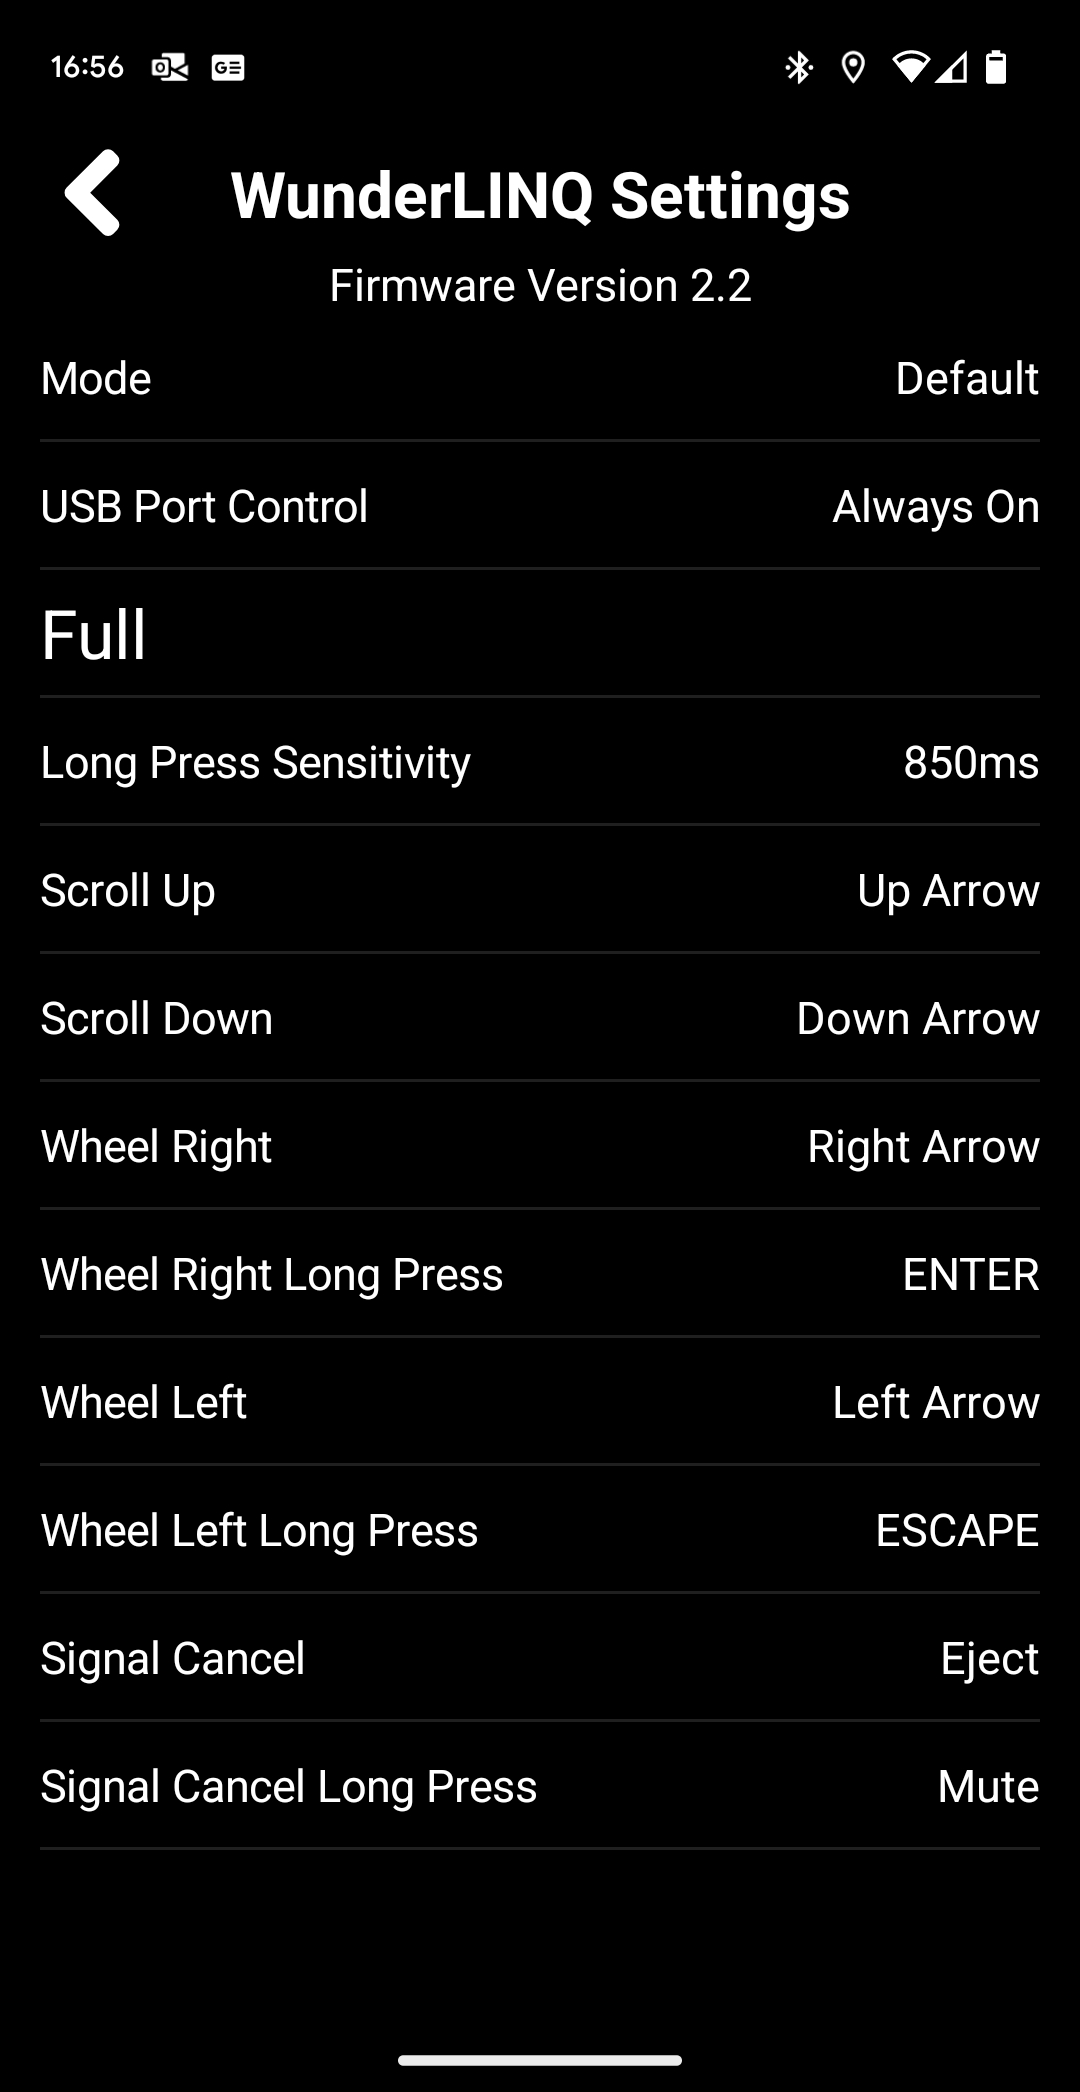 16:56
WunderLINQ Settings
Firmware Version 2.2
Mode Default
USB Port Control Always On
Full
Long Press Sensitivity 850ms
Scroll Up Up Arrow
Scroll Down Down Arrow
Wheel Right Right Arrow
Wheel Right Long Press ENTER
Wheel Left Left Arrow
Wheel Left Long Press ESCAPE
Signal Cancel Eject
Signal Cancel Long Press Mute